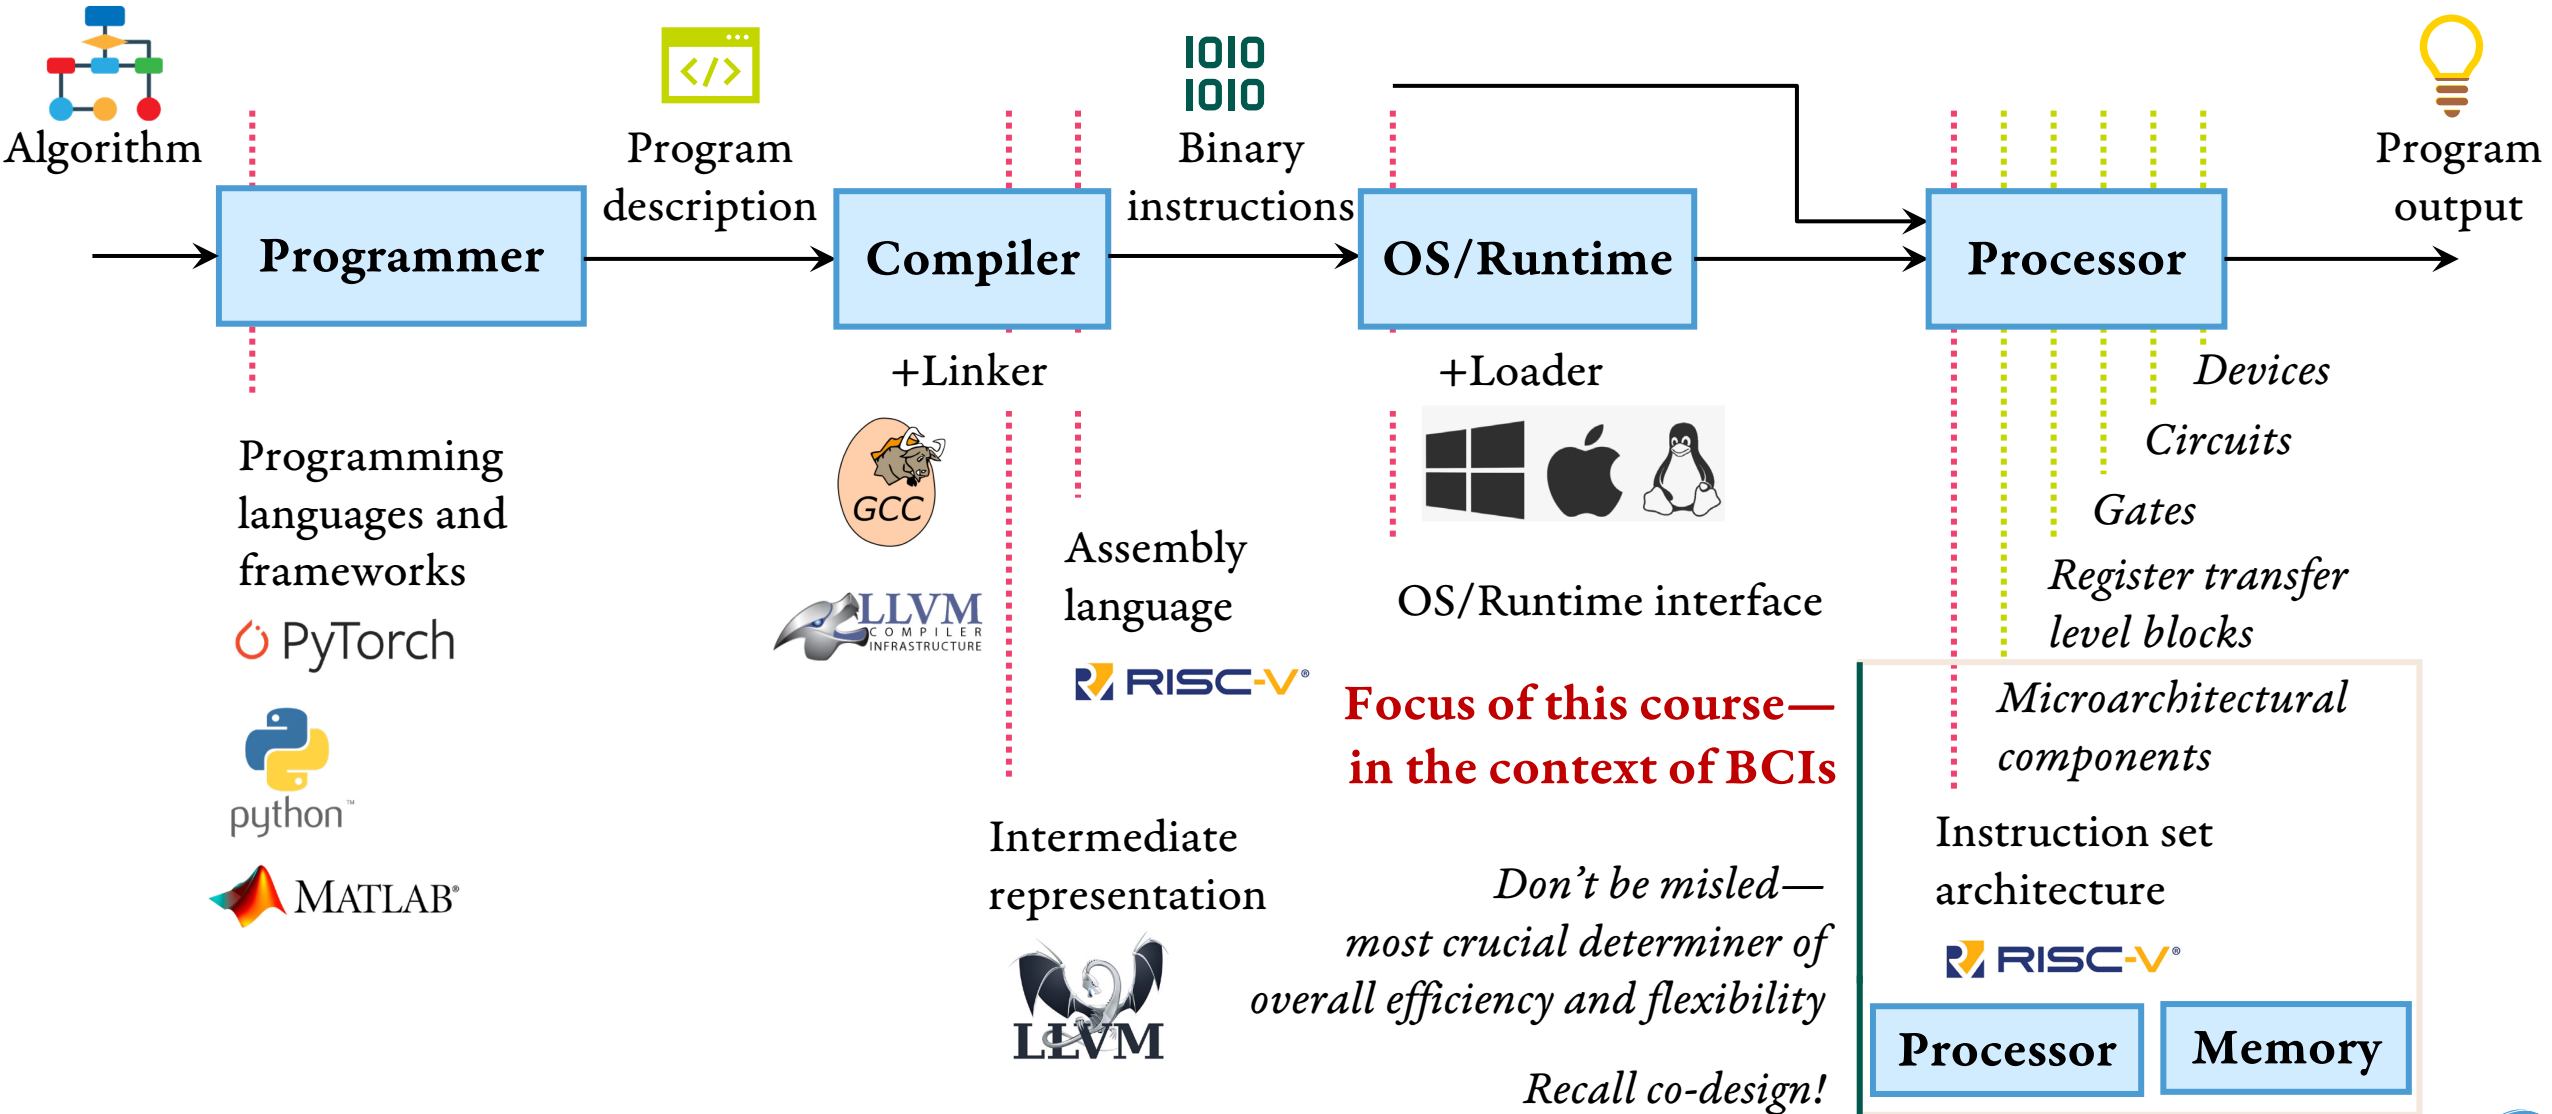 Algorithm
Program
description
</>
1010
1010
Binary
instructions
Program
output
Programmer
Compiler
OS/Runtime
Processor
+Linker
+Loader
Devices
Circuits
Gates
Register transfer
level blocks
Microarchitectural
components
Instruction set
architecture
RISC-V®
Processor
Memory
Programming
languages and
frameworks
PyTorch
python™
MATLAB®
GCC
LLVM
COMPILER
INFRASTRUCTURE
Assembly
language
RISC-V®
Intermediate
representation
LLVM
OS/Runtime interface
Focus of this course—
in the context of BCIs
Don't be misled—
most crucial determiner of
overall efficiency and flexibility
Recall co-design!